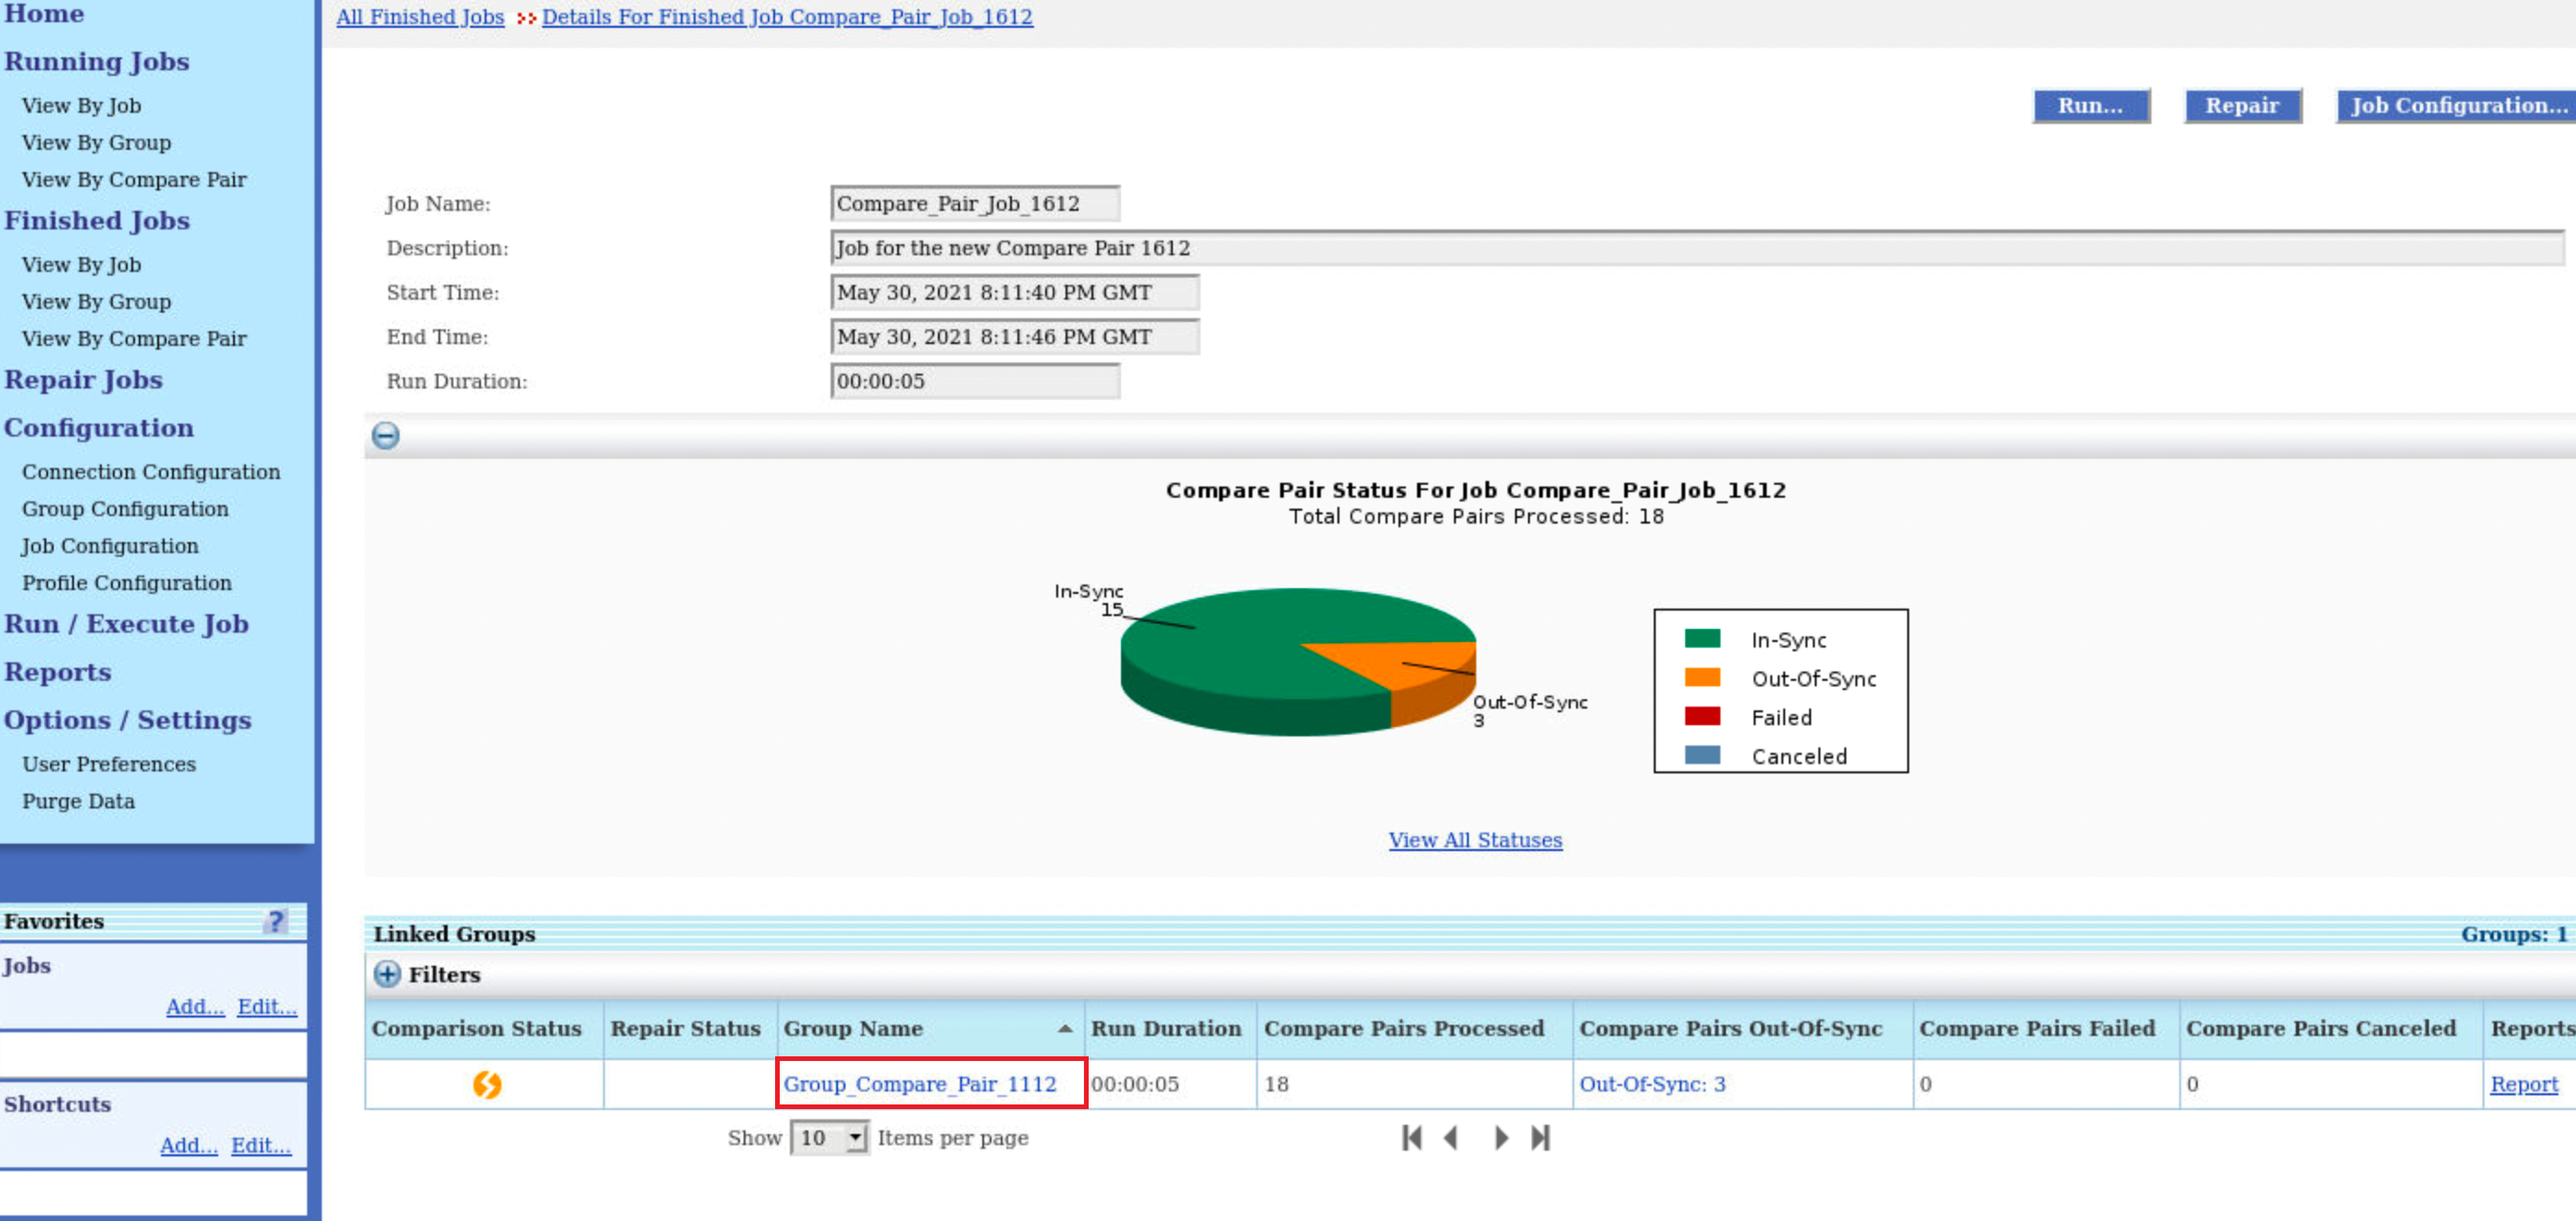 Home
Running Jobs
View By Job
View By Group
View By Compare Pair
Finished Jobs
View By Job
View By Group
View By Compare Pair
Repair Jobs
Configuration
Connection Configuration
Group Configuration
Job Configuration
Profile Configuration
Run / Execute Job
Reports
Options / Settings
User Preferences
Purge Data
Favorites ?
Jobs
Add... Edit...
Shortcuts
Add... Edit...
All Finished Jobs Details For Finished Job Compare_Pair_Job_1612
Run... Repair Job Configuration...
Job Name: Compare_Pair_Job_1612
Description: Job for the new Compare Pair 1612
Start Time: May 30, 2021 8:11:40 PM GMT
End Time: May 30, 2021 8:11:46 PM GMT
Run Duration: 00:00:05
Compare Pair Status For Job Compare_Pair_Job_1612
Total Compare Pairs Processed: 18
In-Sync
15
Out-Of-Sync
3
In-Sync
Out-Of-Sync
Failed
Canceled
View All Statuses
Linked Groups Groups: 1
Filters
Comparison Status Repair Status Group Name Run Duration Compare Pairs Processed Compare Pairs Out-Of-Sync Compare Pairs Failed Compare Pairs Canceled Reports
Group_Compare_Pair_1112 00:00:05 18 Out-Of-Sync: 3 0 0 Report
Show 10 Items per page